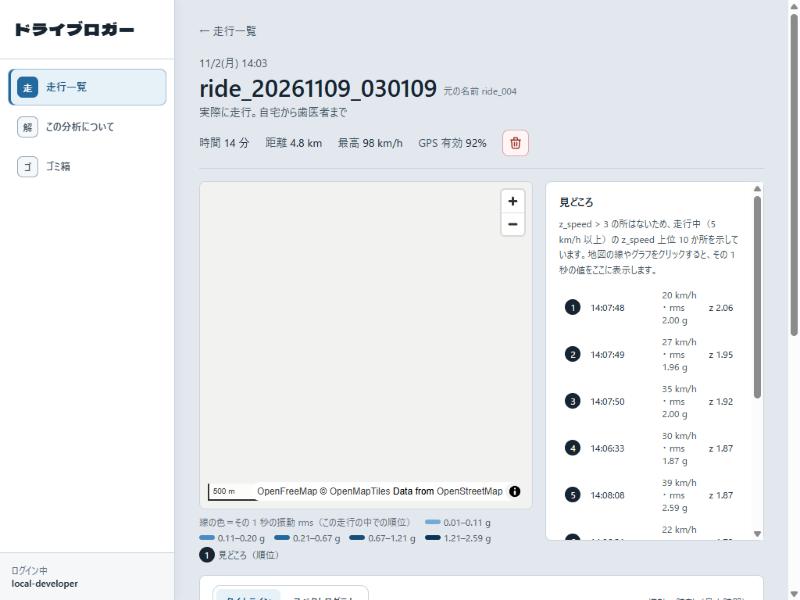 ドライブロガー
走 走行一覧
解 この分析について
ゴ ゴミ箱
ログイン中
local-developer
← 走行一覧
11/2(月) 14:03
ride_20261109_030109 元の名前 ride_004
実際に走行。自宅から歯医者まで
時間 14 分 距離 4.8 km 最高 98 km/h GPS 有効 92%
+
−
500 m
OpenFreeMap © OpenMapTiles Data from OpenStreetMap
線の色＝その 1 秒の振動 rms（この走行の中での順位） 0.01–0.11 g
0.11–0.20 g 0.21–0.67 g 0.67–1.21 g 1.21–2.59 g
1 見どころ（順位）
見どころ
z_speed > 3 の所はないため、走行中（5
km/h 以上）の z_speed 上位 10 か所を示して
います。地図の線やグラフをクリックすると、その 1
秒の値をここに表示します。
1 14:07:48 20 km/h ・rms 2.00 g z 2.06
2 14:07:49 27 km/h ・rms 1.96 g z 1.95
3 14:07:50 35 km/h ・rms 2.00 g z 1.92
4 14:06:33 30 km/h ・rms 1.87 g z 1.87
5 14:08:08 39 km/h ・rms 2.59 g z 1.87
22 km/h